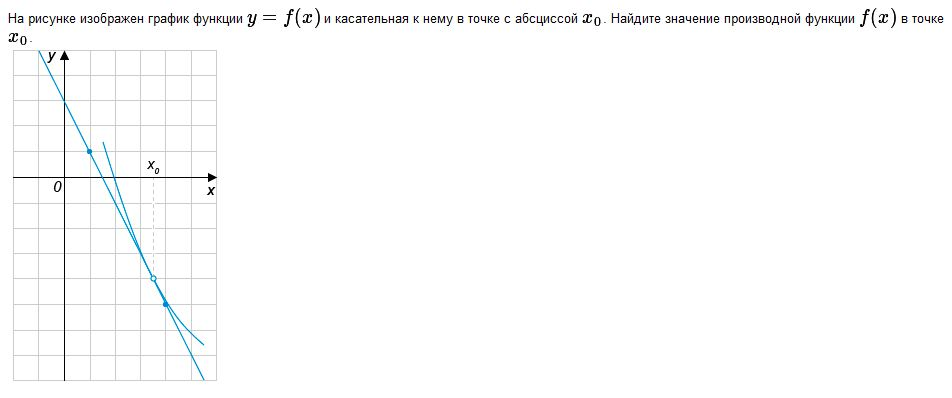 На рисунке изображен график функции y = f(x) и касательная к нему в точке с абсциссой x₀. Найдите значение производной функции f(x) в точке
x₀.
y
x₀
0
x